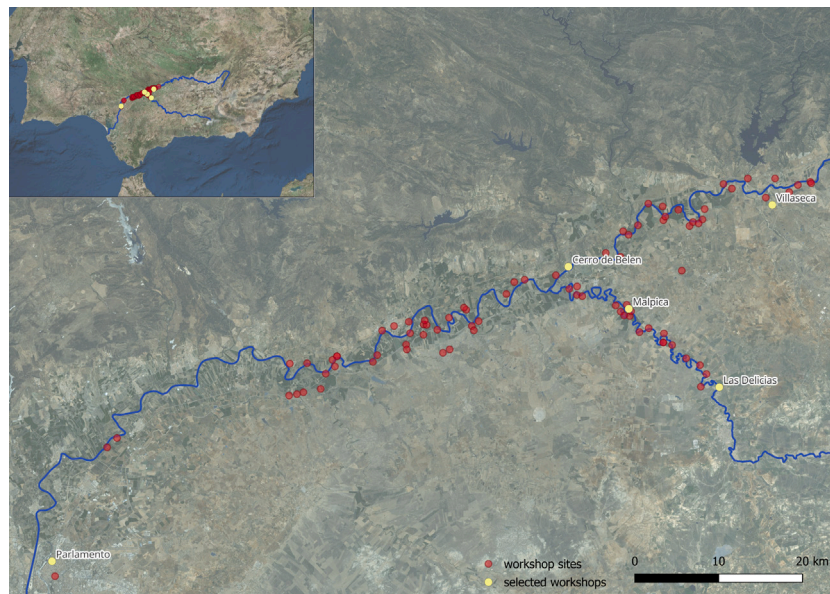 Villaseca
Cerro de Belen
Malpica
Las Delicias
Parlamento
workshop sites
selected workshops
0 10 20 km